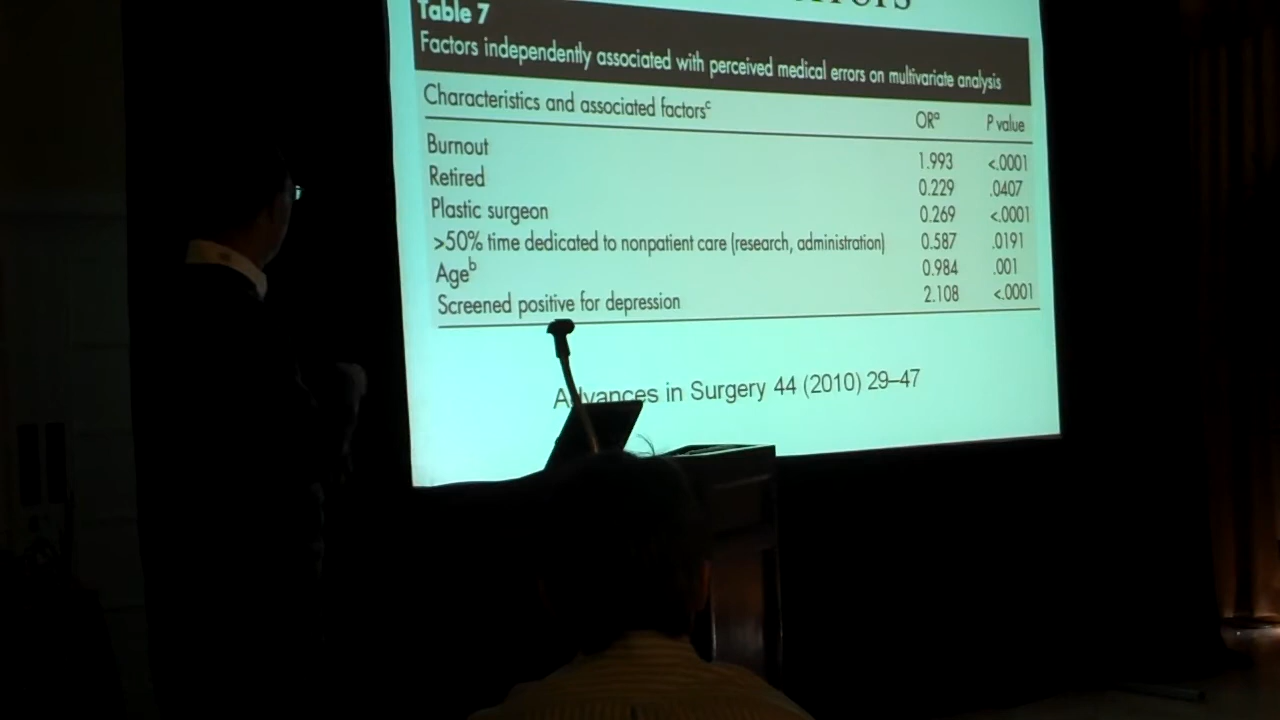 Table 7
Factors independently associated with perceived medical errors on multivariate analysis
Characteristics and associated factorsᶜ ORᵃ P value
Burnout 1.993 <.0001
Retired 0.229 .0407
Plastic surgeon 0.269 <.0001
>50% time dedicated to nonpatient care (research, administration) 0.587 .0191
Ageᵇ 0.984 .001
Screened positive for depression 2.108 <.0001
Advances in Surgery 44 (2010) 29–47